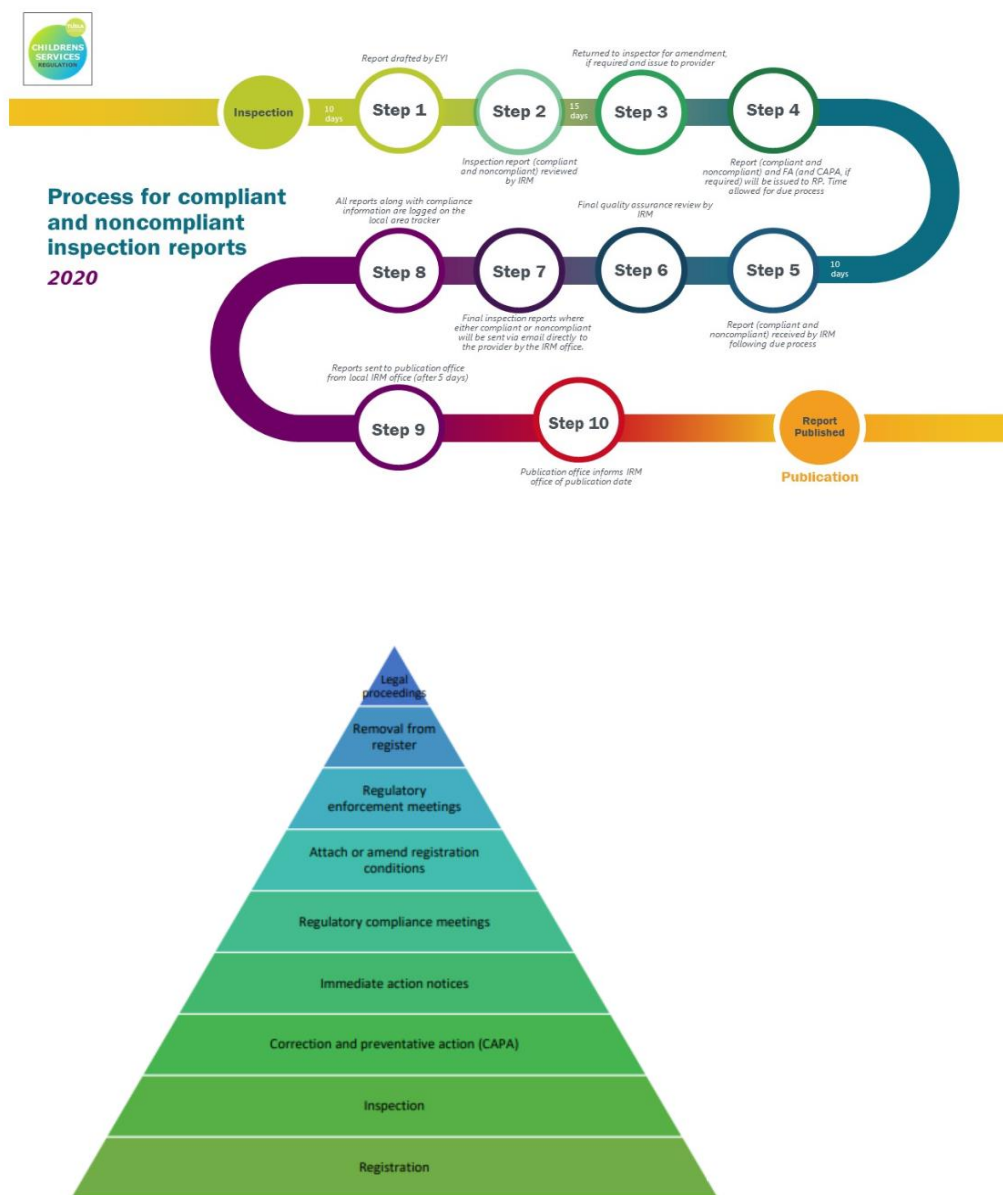 Tusla
CHILDRENS
SERVICES
REGULATION
Process for compliant
and noncompliant
inspection reports
2020
Inspection
10
days
Report drafted by EYI
Step 1
Step 2
Inspection report (compliant
and noncompliant) reviewed
by IRM
15
days
Returned to inspector for amendment,
if required and issue to provider
Step 3
Step 4
Report (compliant and
noncompliant) and FA (and CAPA, if
required) will be issued to RP. Time
allowed for due process
10
days
Step 5
Report (compliant and
noncompliant) received by IRM
following due process
Final quality assurance review by
IRM
Step 6
Step 7
Final inspection reports where
either compliant or noncompliant
will be sent via email directly to
the provider by the IRM office.
All reports along with compliance
information are logged on the
local area tracker
Step 8
Reports sent to publication office
from local IRM office (after 5 days)
Step 9
Step 10
Publication office informs IRM
office of publication date
Report
Published
Publication
Legal
proceedings
Removal from
register
Regulatory
enforcement meetings
Attach or amend registration
conditions
Regulatory compliance meetings
Immediate action notices
Correction and preventative action (CAPA)
Inspection
Registration